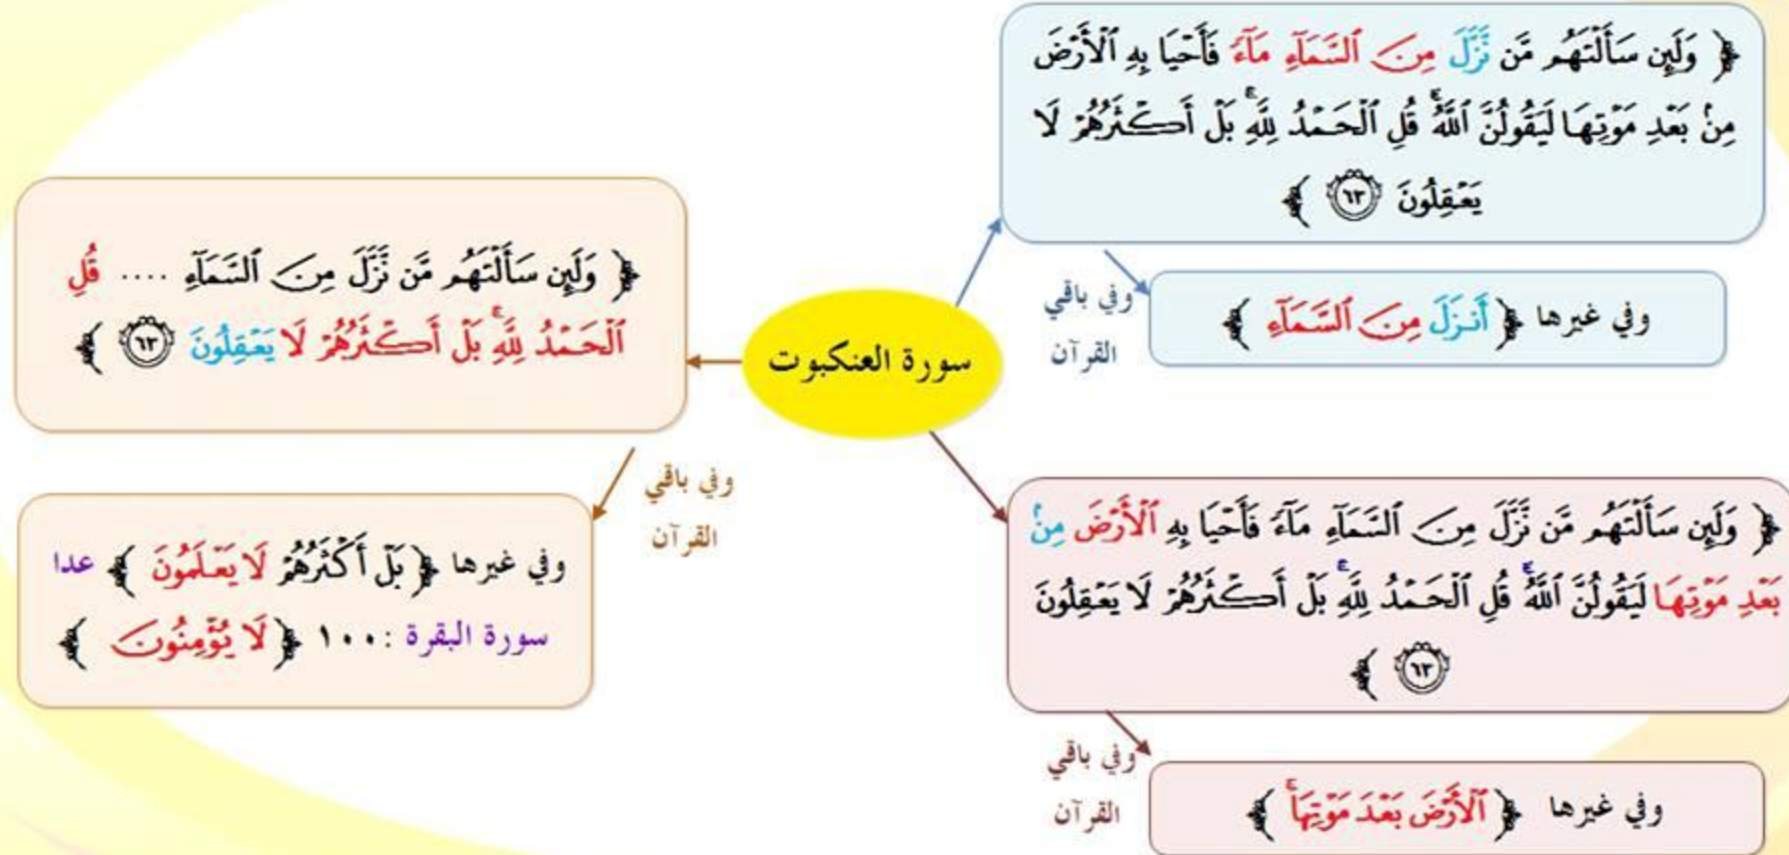 ﴿ وَلَئِن سَأَلْتَهُم مَّن نَّزَّلَ مِنَ ٱلسَّمَآءِ مَآءً فَأَحْيَا بِهِ ٱلْأَرْضَ
مِنۢ بَعْدِ مَوْتِهَا لَيَقُولُنَّ ٱللَّهُ ۚ قُلِ ٱلْحَمْدُ لِلَّهِ ۚ بَلْ أَكْثَرُهُمْ لَا
يَعْقِلُونَ ٦٣ ﴾
وفي باقي
القرآن
وفي غيرها ﴿ أَنزَلَ مِنَ ٱلسَّمَآءِ ﴾
سورة العنكبوت
﴿ وَلَئِن سَأَلْتَهُم مَّن نَّزَّلَ مِنَ ٱلسَّمَآءِ .... قُلِ
ٱلْحَمْدُ لِلَّهِ ۚ بَلْ أَكْثَرُهُمْ لَا يَعْقِلُونَ ٦٣ ﴾
وفي باقي
القرآن
وفي غيرها ﴿ بَلْ أَكْثَرُهُمْ لَا يَعْلَمُونَ ﴾ عدا
سورة البقرة :١٠٠ ﴿ لَا يُؤْمِنُونَ ﴾
﴿ وَلَئِن سَأَلْتَهُم مَّن نَّزَّلَ مِنَ ٱلسَّمَآءِ مَآءً فَأَحْيَا بِهِ ٱلْأَرْضَ مِنۢ
بَعْدِ مَوْتِهَا لَيَقُولُنَّ ٱللَّهُ ۚ قُلِ ٱلْحَمْدُ لِلَّهِ ۚ بَلْ أَكْثَرُهُمْ لَا يَعْقِلُونَ
٦٣ ﴾
وفي باقي
القرآن
وفي غيرها ﴿ ٱلْأَرْضَ بَعْدَ مَوْتِهَا ۚ ﴾